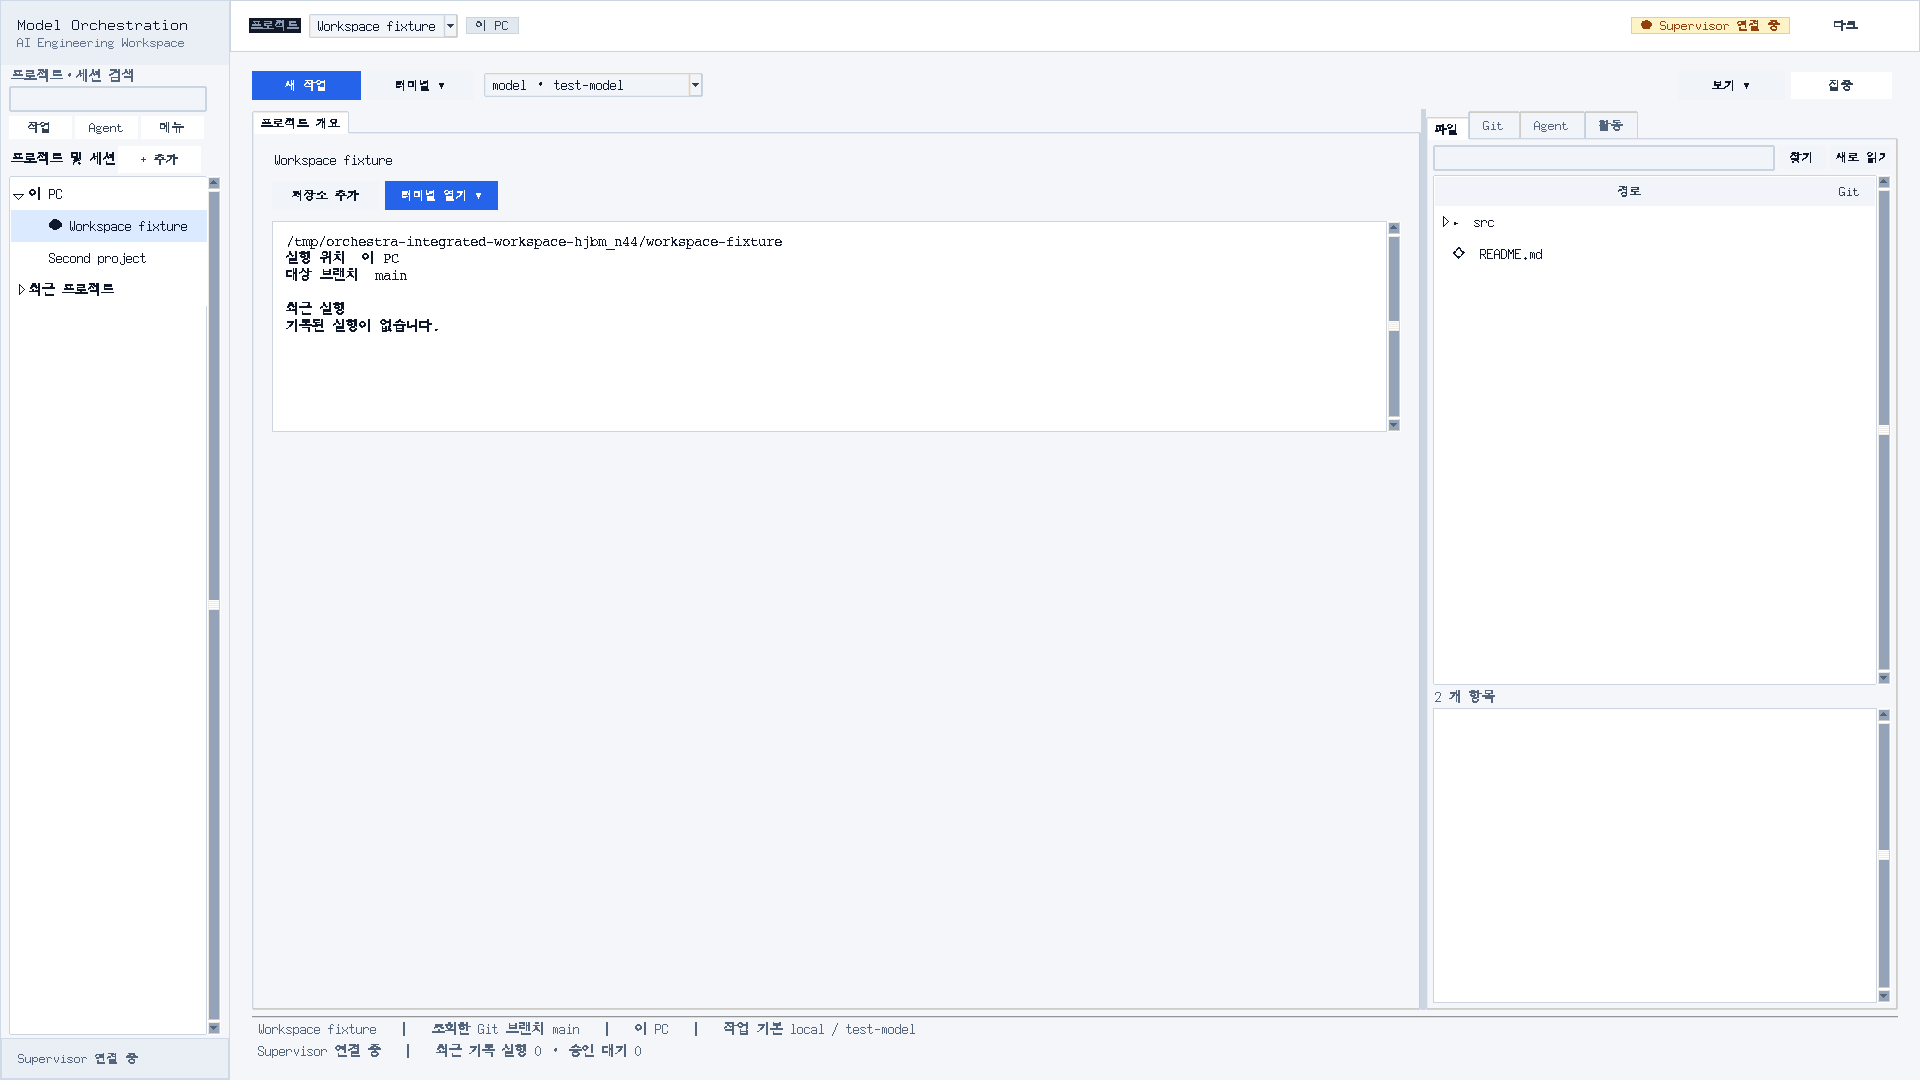 Model Orchestration
AI Engineering Workspace
프로젝트·세션 검색
작업
Agent
메뉴
프로젝트 및 세션
+ 추가
이 PC
Workspace fixture
Second project
최근 프로젝트
Supervisor 연결 중
프로젝트
Workspace fixture
이 PC
Supervisor 연결 중
다크
새 작업
터미널 ▾
model · test-model
보기 ▾
집중
프로젝트 개요
Workspace fixture
저장소 추가
터미널 열기 ▾
/tmp/orchestra-integrated-workspace-hjbm_n44/workspace-fixture
실행 위치  이 PC
대상 브랜치  main
최근 실행
기록된 실행이 없습니다.
파일
Git
Agent
활동
찾기
새로 읽기
경로
Git
src
README.md
2 개 항목
Workspace fixture | 조회한 Git 브랜치 main | 이 PC | 작업 기본 local / test-model
Supervisor 연결 중 | 최근 기록 실행 0 · 승인 대기 0